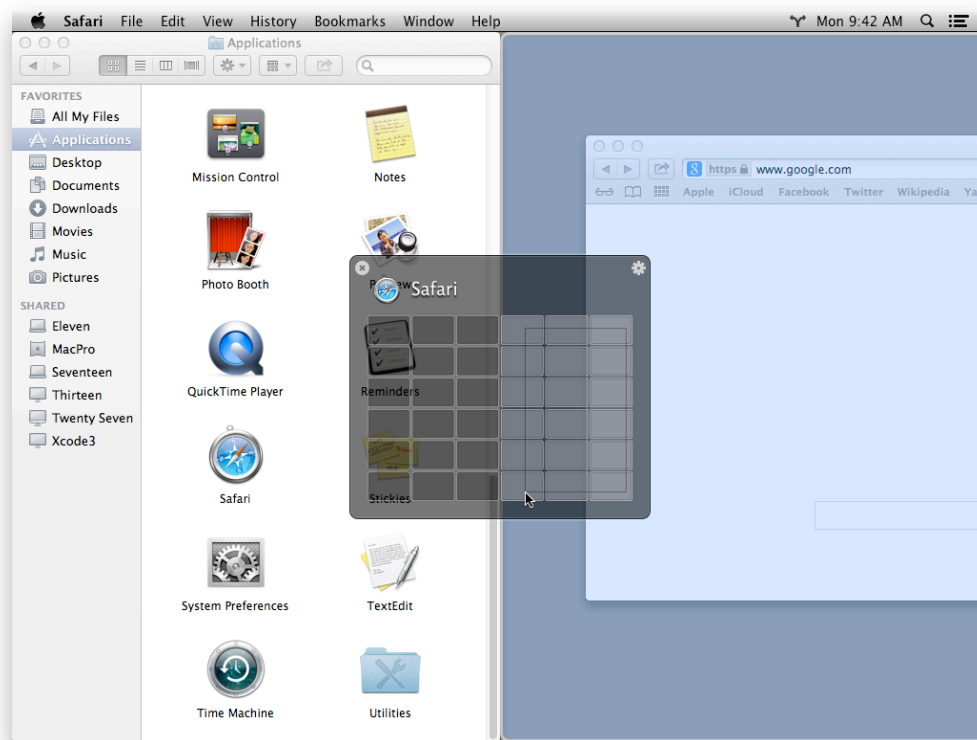 Safari File Edit View History Bookmarks Window Help Mon 9:42 AM
Applications
FAVORITES
All My Files
Applications
Desktop
Documents
Downloads
Movies
Music
Pictures
SHARED
Eleven
MacPro
Seventeen
Thirteen
Twenty Seven
Xcode3
Mission Control
Notes
Photo Booth
QuickTime Player
Reminders
Safari
Stickies
System Preferences
TextEdit
Time Machine
Utilities
Safari
8 https www.google.com
Apple iCloud Facebook Twitter Wikipedia Ya